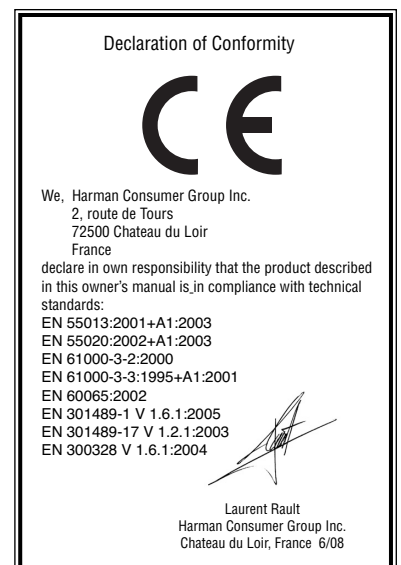 Declaration of Conformity
CE
We, Harman Consumer Group Inc.
2, route de Tours
72500 Chateau du Loir
France
declare in own responsibility that the product described
in this owner's manual is in compliance with technical
standards:
EN 55013:2001+A1:2003
EN 55020:2002+A1:2003
EN 61000-3-2:2000
EN 61000-3-3:1995+A1:2001
EN 60065:2002
EN 301489-1 V 1.6.1:2005
EN 301489-17 V 1.2.1:2003
EN 300328 V 1.6.1:2004
Laurent Rault
Harman Consumer Group Inc.
Chateau du Loir, France 6/08